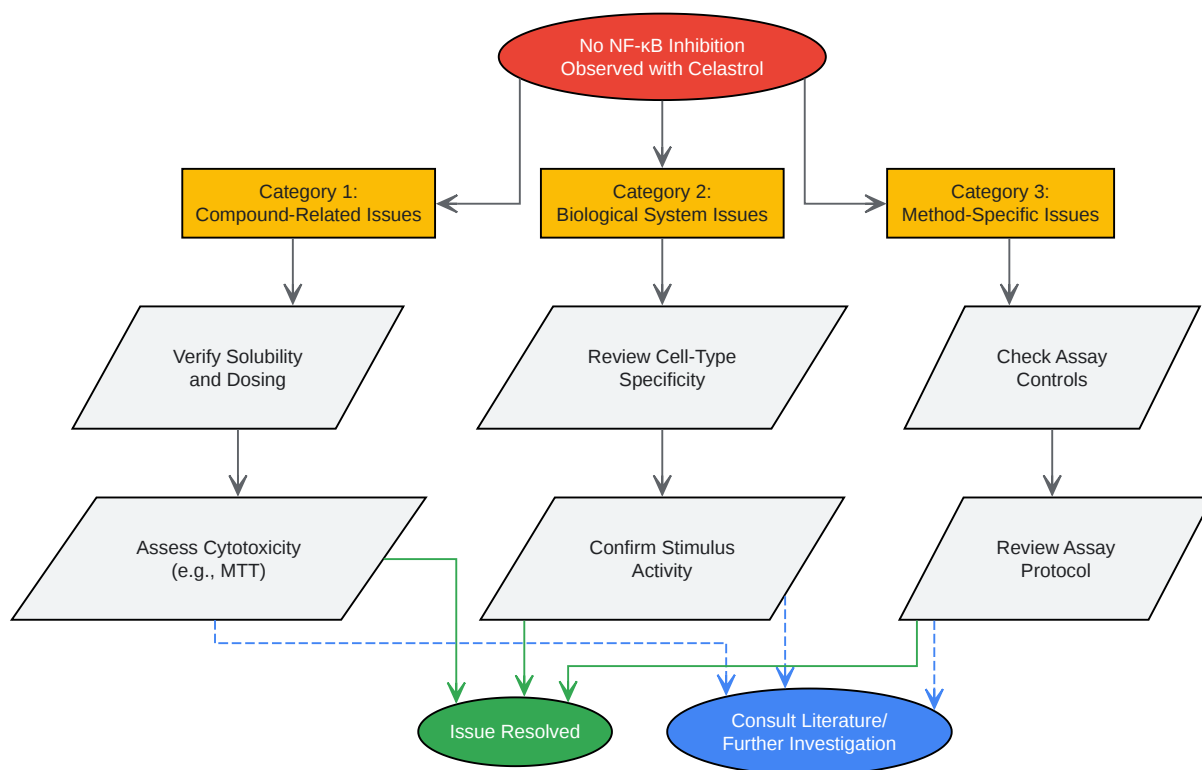 No NF-κB Inhibition
Observed with Celastrol
Category 1:
Compound-Related Issues
Category 2:
Biological System Issues
Category 3:
Method-Specific Issues
Verify Solubility
and Dosing
Review Cell-Type
Specificity
Check Assay
Controls
Assess Cytotoxicity
(e.g., MTT)
Confirm Stimulus
Activity
Review Assay
Protocol
Issue Resolved
Consult Literature/
Further Investigation